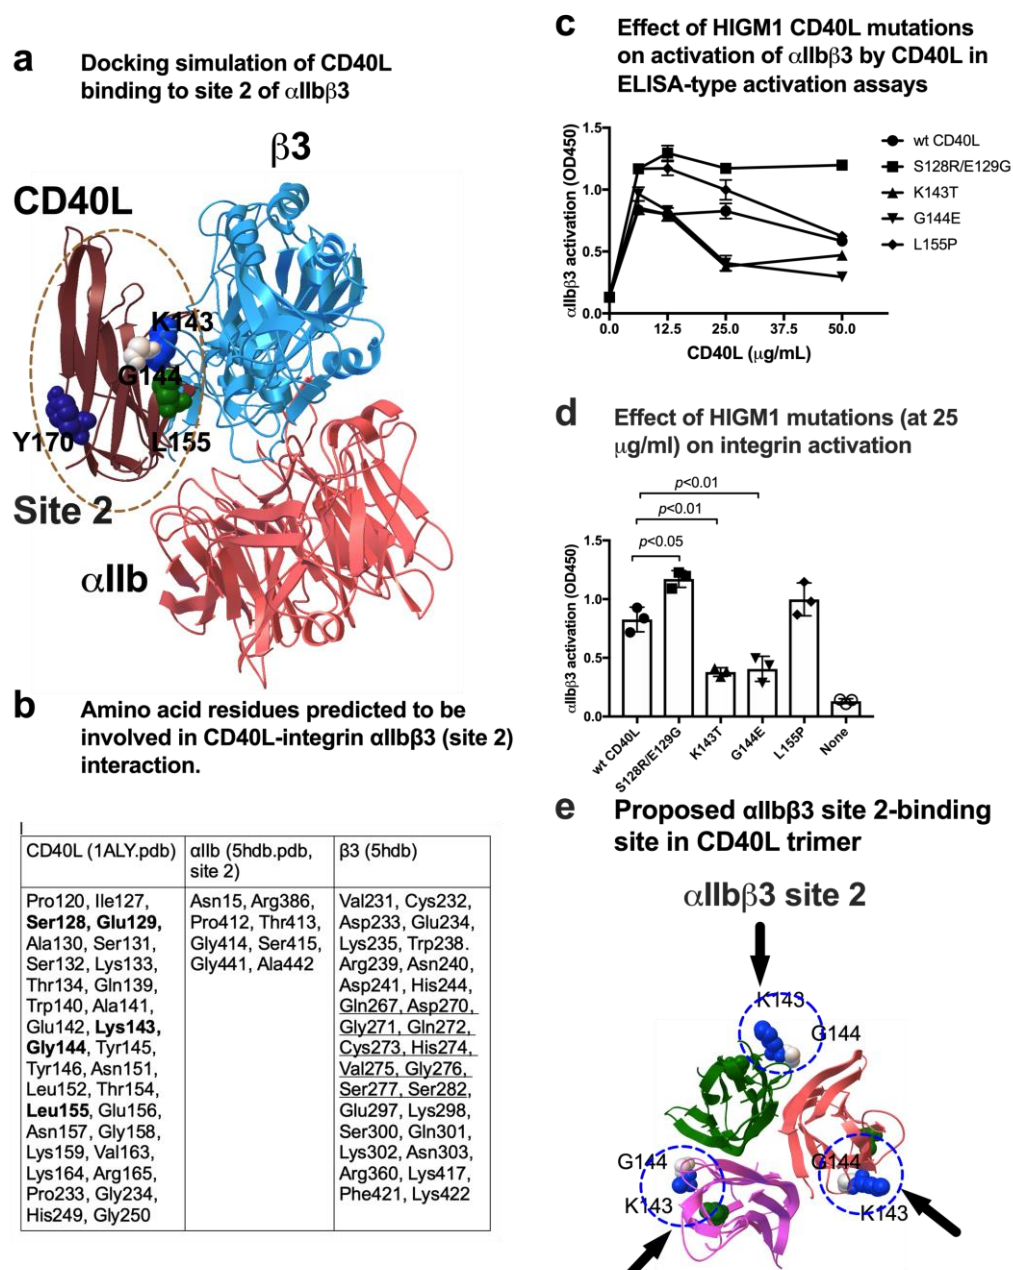 a
Docking simulation of CD40L
binding to site 2 of αIIbβ3
β3
CD40L
K143
G144
Y170
L155
Site 2
αIIb
b
Amino acid residues predicted to be
involved in CD40L-integrin αIIbβ3 (site 2)
interaction.
CD40L (1ALY.pdb)
Pro120, Ile127,
Ser128, Glu129,
Ala130, Ser131,
Ser132, Lys133,
Thr134, Gln139,
Trp140, Ala141,
Glu142, Lys143,
Gly144, Tyr145,
Tyr146, Asn151,
Leu152, Thr154,
Leu155, Glu156,
Asn157, Gly158,
Lys159, Val163,
Lys164, Arg165,
Pro233, Gly234,
His249, Gly250
αIIb (5hdb.pdb,
site 2)
Asn15, Arg386,
Pro412, Thr413,
Gly414, Ser415,
Gly441, Ala442
β3 (5hdb)
Val231, Cys232,
Asp233, Glu234,
Lys235, Trp238.
Arg239, Asn240,
Asp241, His244,
Gln267, Asp270,
Gly271, Gln272,
Cys273, His274,
Val275, Gly276,
Ser277, Ser282,
Glu297, Lys298,
Ser300, Gln301,
Lys302, Asn303,
Arg360, Lys417,
Phe421, Lys422
c
Effect of HIGM1 CD40L mutations
on activation of αIIbβ3 by CD40L in
ELISA-type activation assays
αIIbβ3 activation (OD450)
1.5
1.0
0.5
0.0
0.0 12.5 25.0 37.5 50.0
CD40L (μg/mL)
wt CD40L
S128R/E129G
K143T
G144E
L155P
d
Effect of HIGM1 mutations (at 25
μg/ml) on integrin activation
p<0.01
p<0.01
p<0.05
αIIbβ3 activation (OD450)
1.5
1.0
0.5
0.0
wt CD40L
S128R/E129G
K143T
G144E
L155P
None
e
Proposed αIIbβ3 site 2-binding
site in CD40L trimer
αIIbβ3 site 2
K143
G144
G144
K143
G144
K143